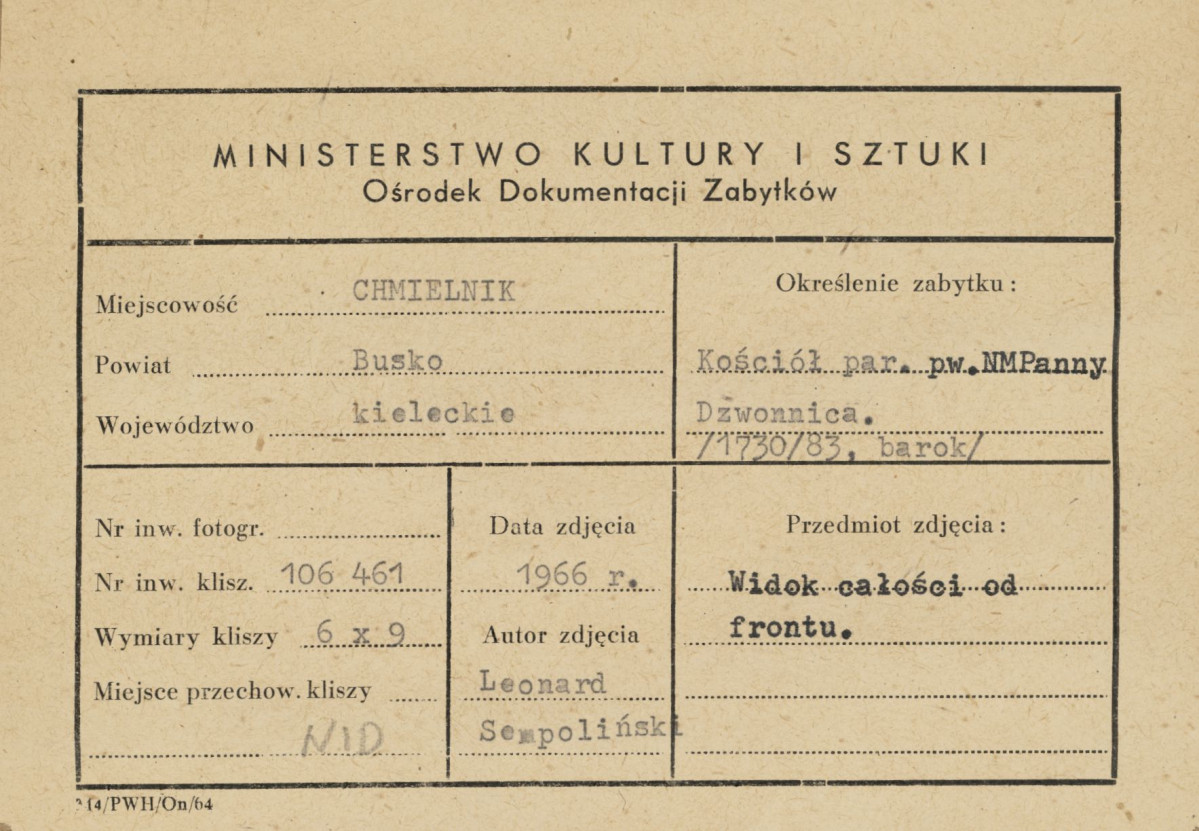 MINISTERSTWO KULTURY I SZTUKI
Ośrodek Dokumentacji Zabytków
Miejscowość CHMIELNIK
Powiat Busko
Województwo kieleckie
Określenie zabytku:
Kościół par. pw.NMPanny
Dzwonnica.
/1730/83, barok/
Nr inw. fotogr.
Nr inw. klisz. 106 461
Wymiary kliszy 6 x 9
Miejsce przechow. kliszy
NID
Data zdjęcia
1966 r.
Autor zdjęcia
Leonard
Sempoliński
Przedmiot zdjęcia:
Widok całości od
frontu.
/PWH/On/64